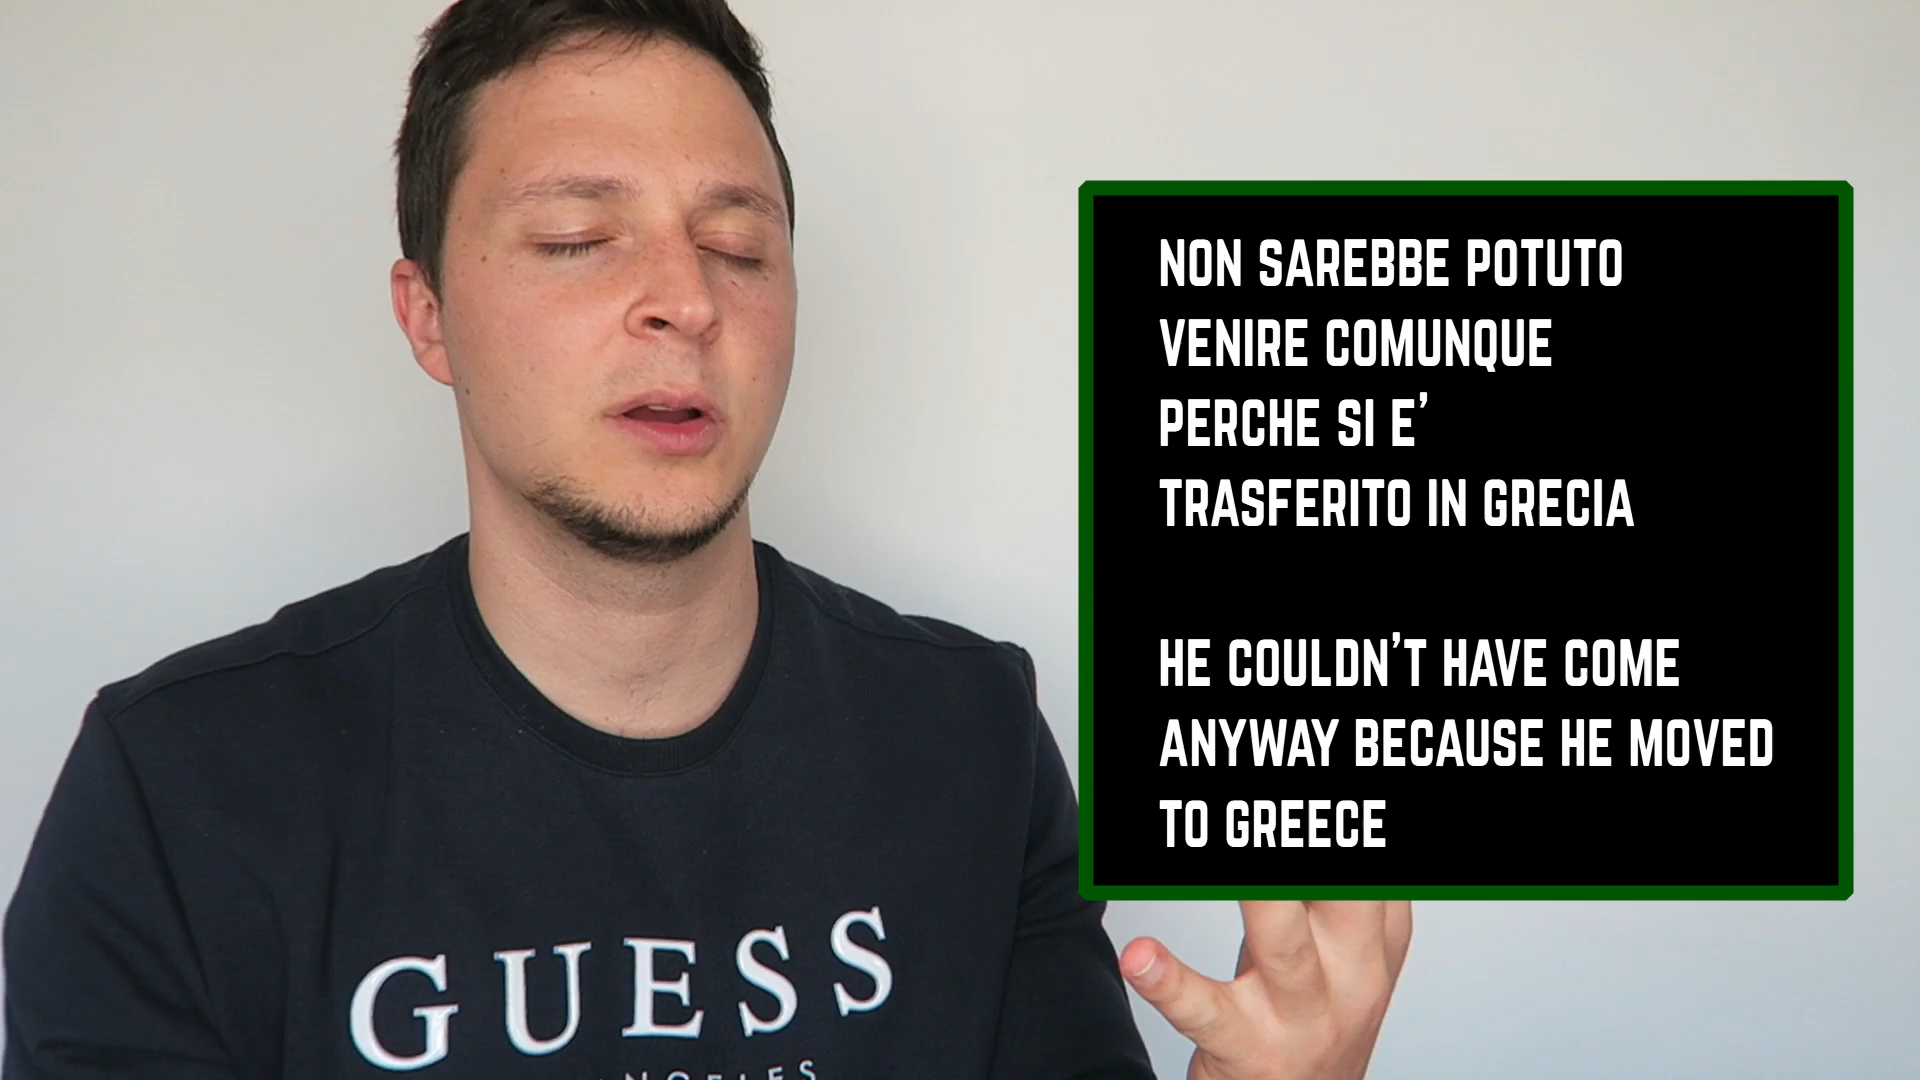 NON SAREBBE POTUTO
VENIRE COMUNQUE
PERCHE SI E'
TRASFERITO IN GRECIA
HE COULDN'T HAVE COME
ANYWAY BECAUSE HE MOVED
TO GREECE
GUESS